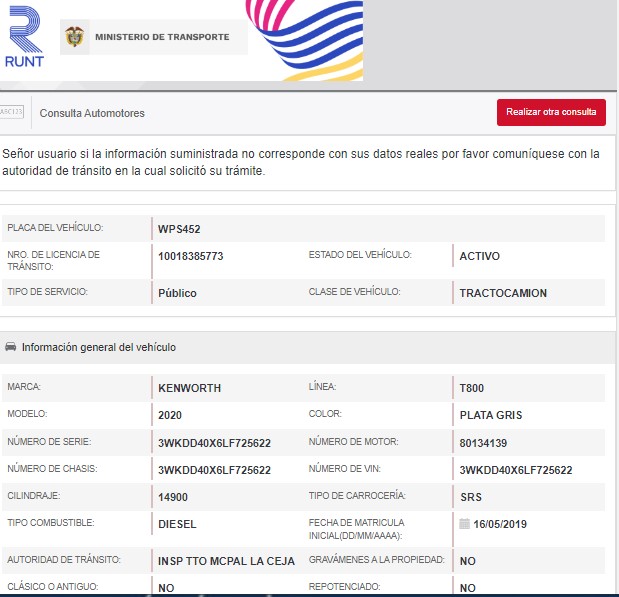 RUNT
MINISTERIO DE TRANSPORTE
ABC123
Consulta Automotores
Realizar otra consulta
Señor usuario si la información suministrada no corresponde con sus datos reales por favor comuníquese con la
autoridad de tránsito en la cual solicitó su trámite.
PLACA DEL VEHÍCULO: WPS452
NRO. DE LICENCIA DE
TRÁNSITO: 10018385773 ESTADO DEL VEHÍCULO: ACTIVO
TIPO DE SERVICIO: Público CLASE DE VEHÍCULO: TRACTOCAMION
Información general del vehículo
MARCA: KENWORTH LÍNEA: T800
MODELO: 2020 COLOR: PLATA GRIS
NÚMERO DE SERIE: 3WKDD40X6LF725622 NÚMERO DE MOTOR: 80134139
NÚMERO DE CHASIS: 3WKDD40X6LF725622 NÚMERO DE VIN: 3WKDD40X6LF725622
CILINDRAJE: 14900 TIPO DE CARROCERÍA: SRS
TIPO COMBUSTIBLE: DIESEL FECHA DE MATRICULA
INICIAL(DD/MM/AAAA): 16/05/2019
AUTORIDAD DE TRÁNSITO: INSP TTO MCPAL LA CEJA GRAVÁMENES A LA PROPIEDAD: NO
CLÁSICO O ANTIGUO: NO REPOTENCIADO: NO